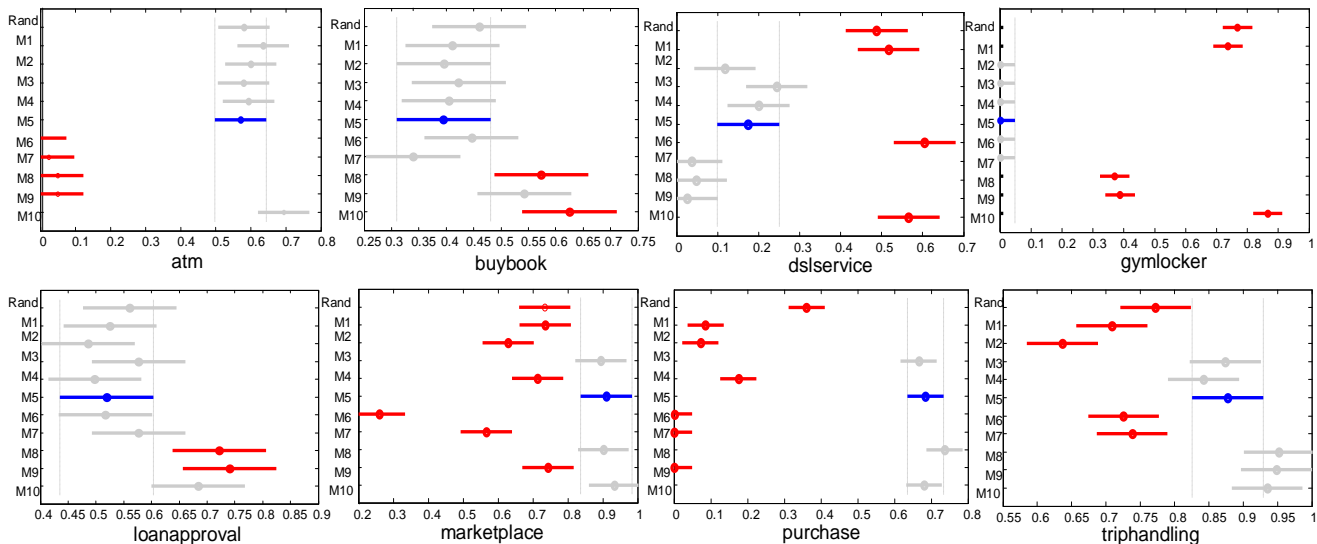 Rand
M1
M2
M3
M4
M5
M6
M7
M8
M9
M10
0 0.1 0.2 0.3 0.4 0.5 0.6 0.7 0.8
atm
Rand
M1
M2
M3
M4
M5
M6
M7
M8
M9
M10
0.25 0.3 0.35 0.4 0.45 0.5 0.55 0.6 0.65 0.7 0.75
buybook
Rand
M1
M2
M3
M4
M5
M6
M7
M8
M9
M10
0 0.1 0.2 0.3 0.4 0.5 0.6 0.7
dslservice
Rand
M1
M2
M3
M4
M5
M6
M7
M8
M9
M10
0 0.1 0.2 0.3 0.4 0.5 0.6 0.7 0.8 0.9 1
gymlocker
Rand
M1
M2
M3
M4
M5
M6
M7
M8
M9
M10
0.4 0.45 0.5 0.55 0.6 0.65 0.7 0.75 0.8 0.85 0.9
loanapproval
Rand
M1
M2
M3
M4
M5
M6
M7
M8
M9
M10
0.2 0.3 0.4 0.5 0.6 0.7 0.8 0.9 1
marketplace
Rand
M1
M2
M3
M4
M5
M6
M7
M8
M9
M10
0 0.1 0.2 0.3 0.4 0.5 0.6 0.7 0.8
purchase
Rand
M1
M2
M3
M4
M5
M6
M7
M8
M9
M10
0.55 0.6 0.65 0.7 0.75 0.8 0.85 0.9 0.95 1
triphandling